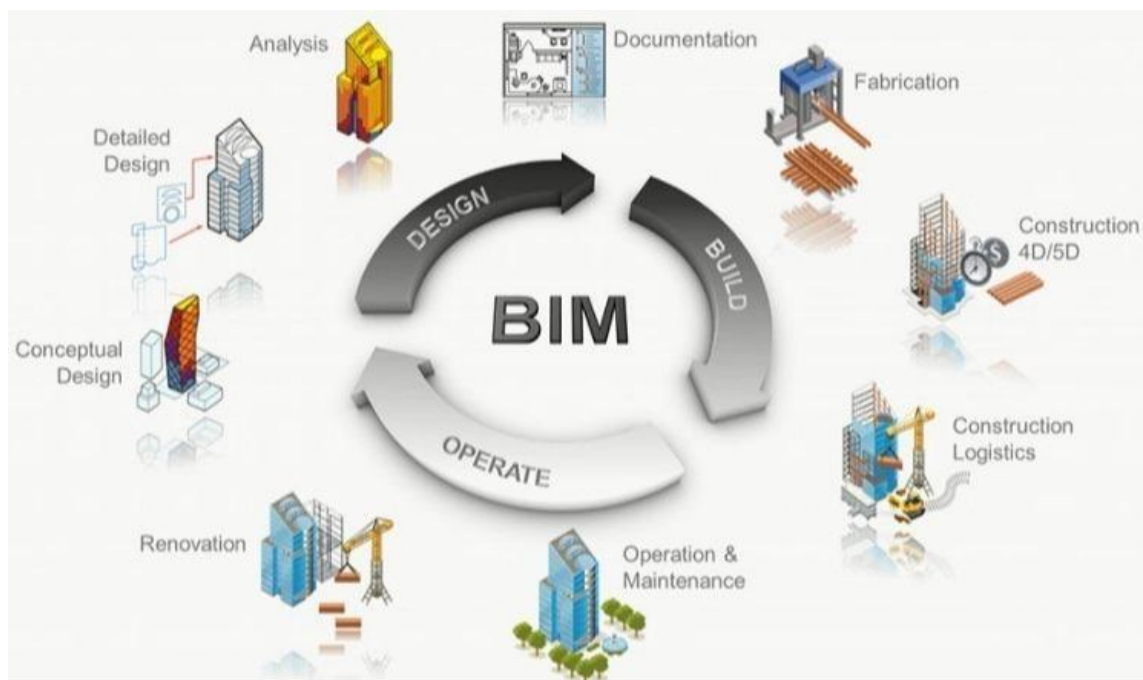 Analysis
Documentation
Fabrication
Detailed
Design
Construction
4D/5D
DESIGN
BUILD
BIM
Conceptual
Design
Construction
Logistics
OPERATE
Renovation
Operation &
Maintenance